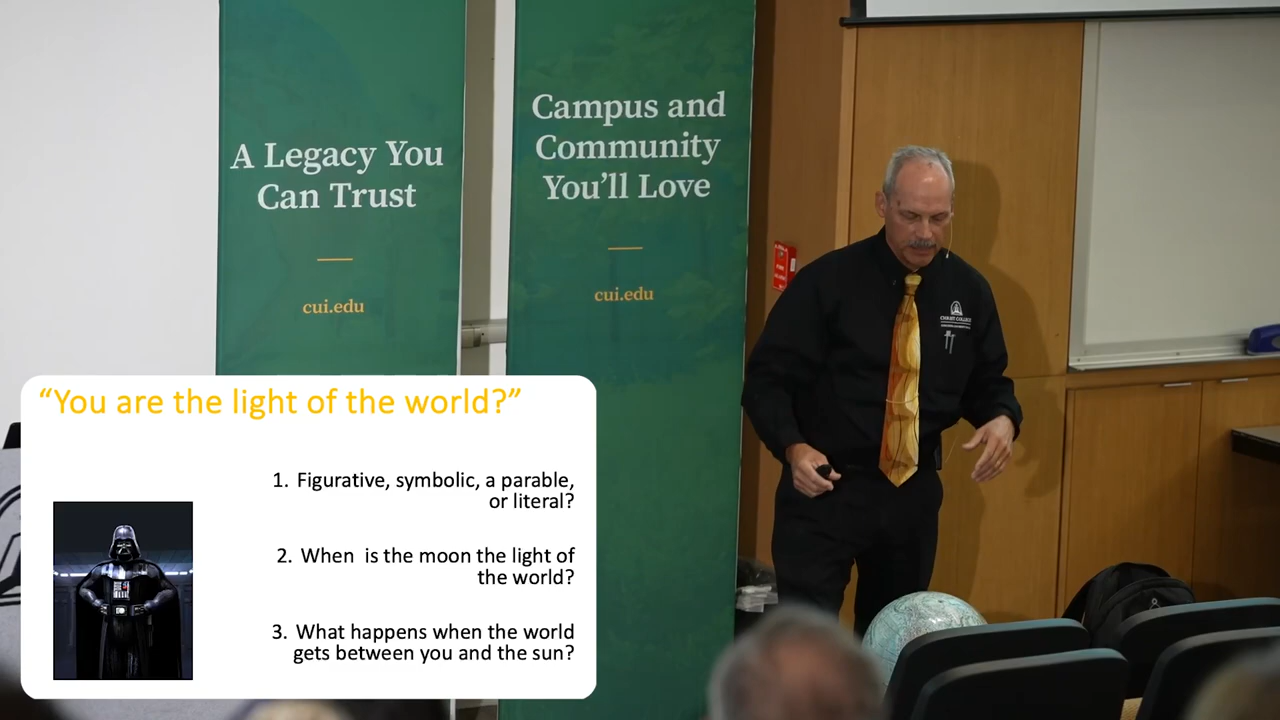 A Legacy You
Can Trust
cui.edu
Campus and
Community
You’ll Love
cui.edu
CHRIST COLLEGE
“You are the light of the world?”
1. Figurative, symbolic, a parable,
or literal?
2. When  is the moon the light of
the world?
3. What happens when the world
gets between you and the sun?